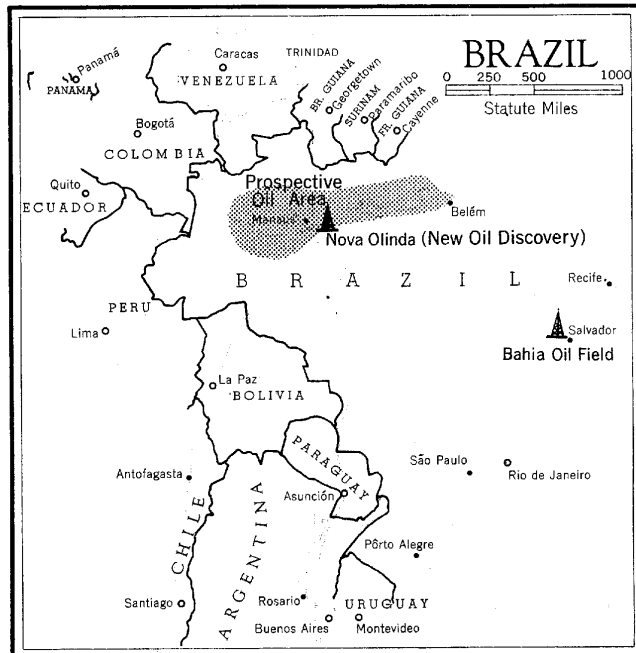 BRAZIL
0 250 500 1000
Statute Miles
Panamá
PANAMA
Caracas
TRINIDAD
VENEZUELA
BR. GUIANA
Georgetown
SURINAM
Paramaribo
FR. GUIANA
Cayenne
Bogotá
COLOMBIA
Quito
ECUADOR
Prospective
Oil Area
Manaus
Belém
Nova Olinda (New Oil Discovery)
BRAZIL
Recife
PERU
Lima
Salvador
Bahia Oil Field
La Paz
BOLIVIA
PARAGUAY
São Paulo
Rio de Janeiro
Antofagasta
Asunción
CHILE
ARGENTINA
Pôrto Alegre
Santiago
Rosario
URUGUAY
Buenos Aires
Montevideo